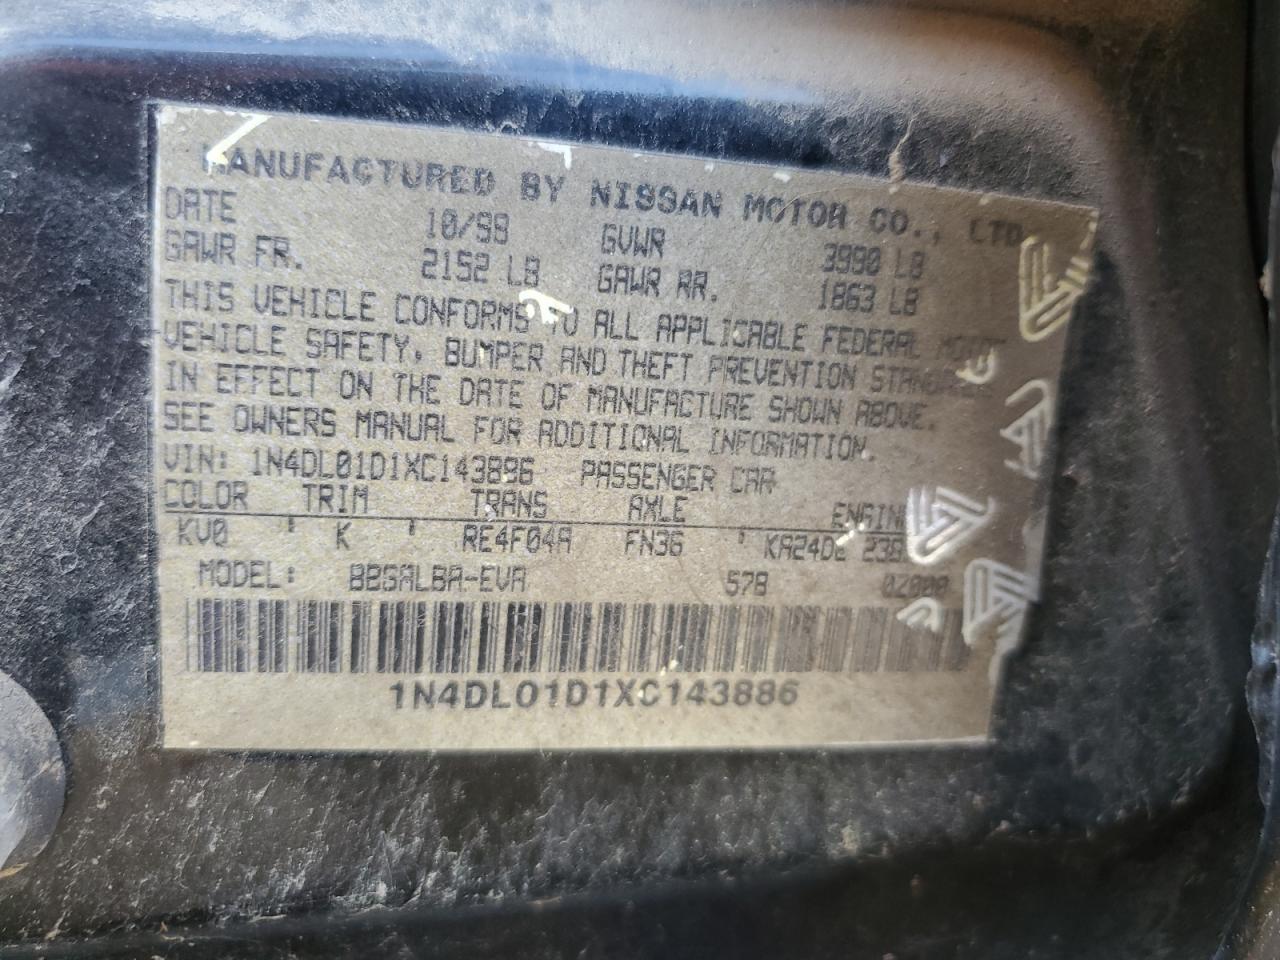 MANUFACTURED BY NISSAN MOTOR CO., LTD
DATE 10/98 GVWR 3990 LB
GAWR FR. 2152 LB GAWR RR. 1863 LB
THIS VEHICLE CONFORMS TO ALL APPLICABLE FEDERAL MOTOR
VEHICLE SAFETY, BUMPER AND THEFT PREVENTION
IN EFFECT ON THE DATE OF MANUFACTURE SHOWN ABOVE.
SEE OWNERS MANUAL FOR ADDITIONAL INFORMATION.
VIN: 1N4DL01D1XC143886 PASSENGER CAR
COLOR TRIM TRANS AXLE ENGINE
KV0 ' K ' RE4F04A FN36 ' KA24DE
MODEL: BBGALBA-EVA 578
1N4DL01D1XC143886